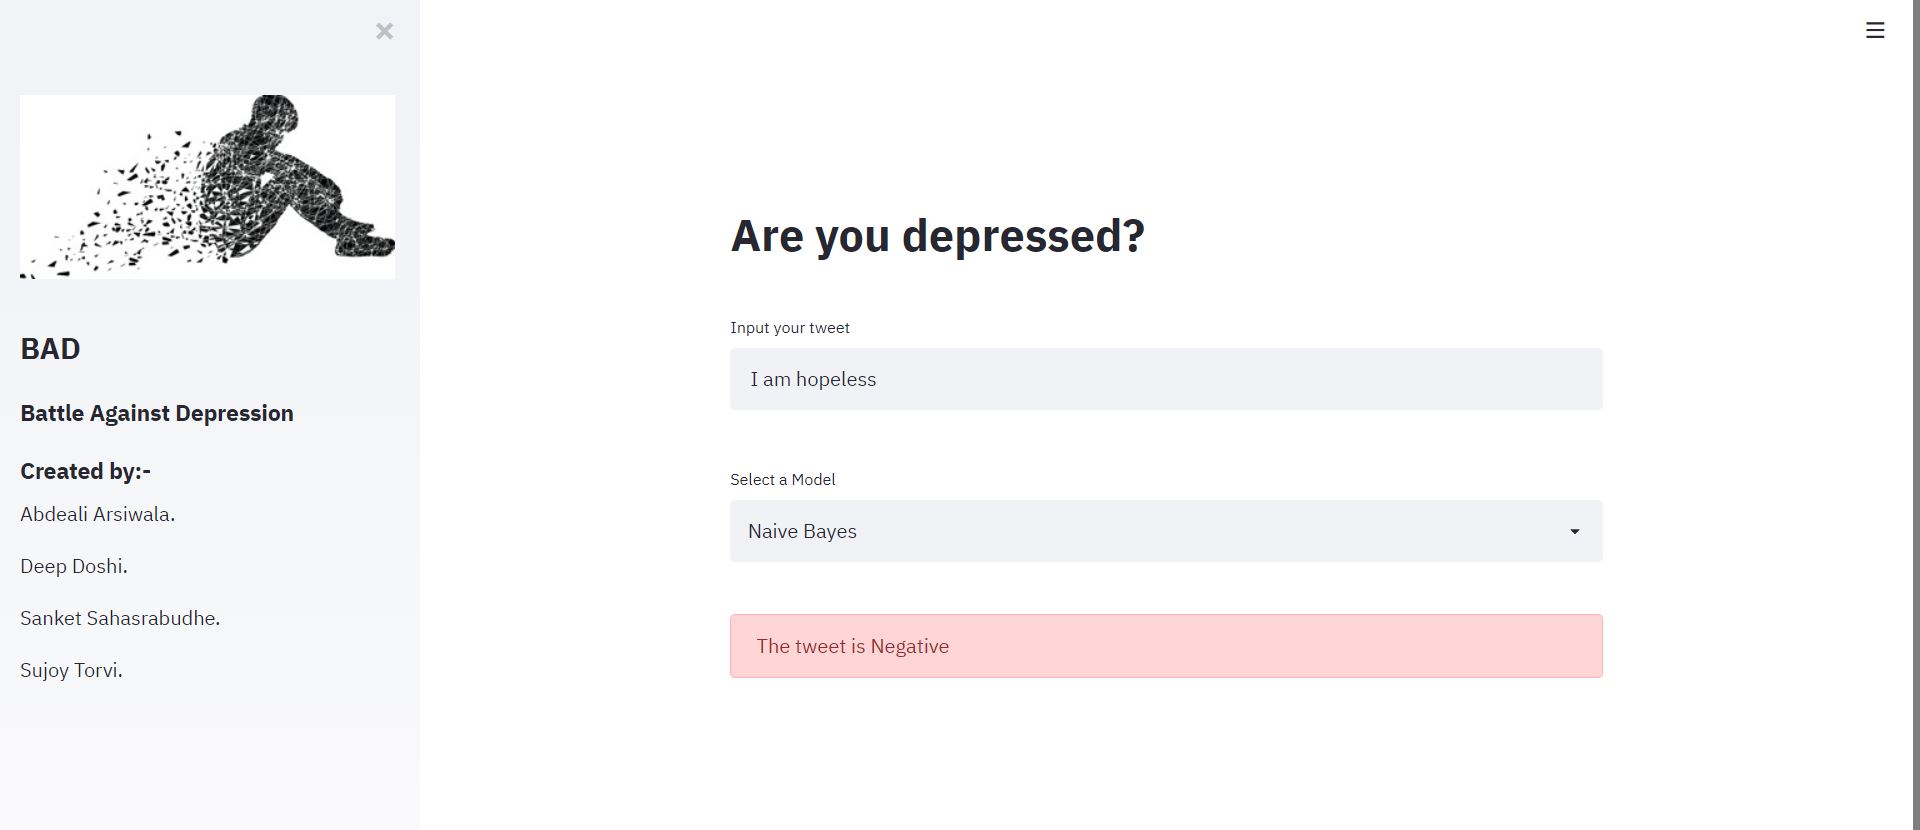 BAD
Battle Against Depression
Created by:-
Abdeali Arsiwala.
Deep Doshi.
Sanket Sahasrabudhe.
Sujoy Torvi.
Are you depressed?
Input your tweet
I am hopeless
Select a Model
Naive Bayes
The tweet is Negative